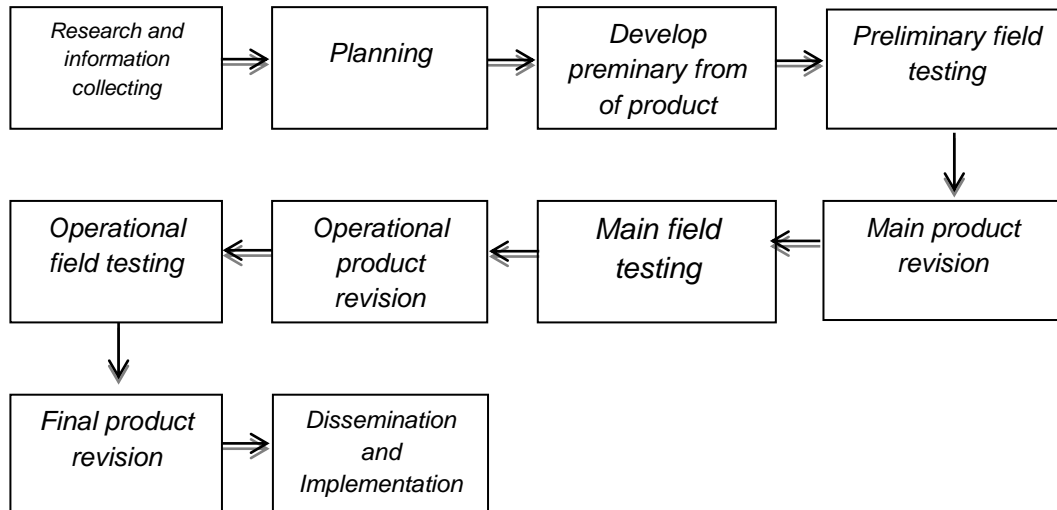 Research and
information
collecting
Planning
Develop
preminary from
of product
Preliminary field
testing
Main product
revision
Main field
testing
Operational
product
revision
Operational
field testing
Final product
revision
Dissemination
and
Implementation